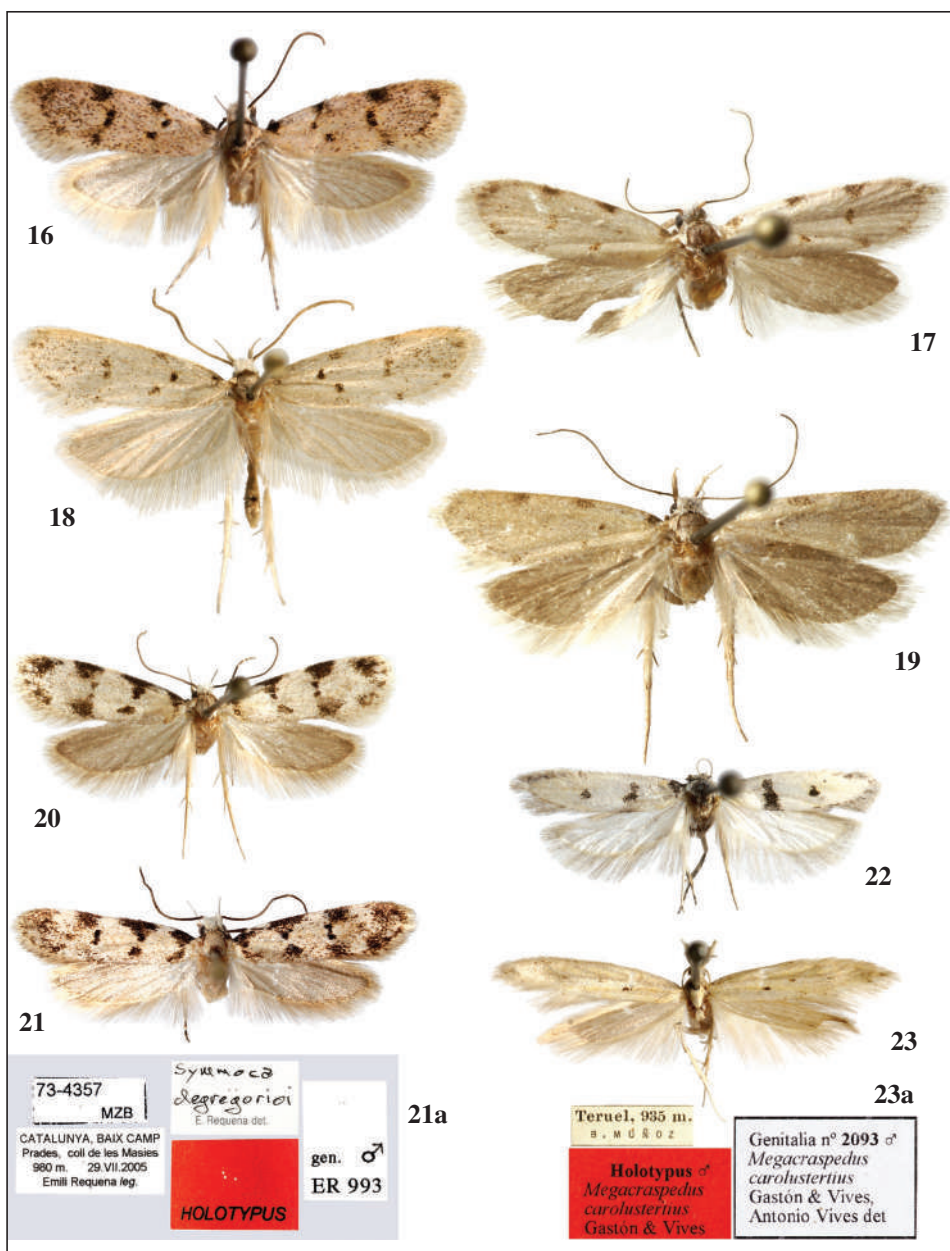 16
17
18
19
20
21
22
23
73-4357
MZB
CATALUNYA, BAIX CAMP
Prades, coll de les Masies
980 m. 29.VII.2005
Emili Requena leg.
Symmoca
degregorioi
E. Requena det.
HOLOTYPUS
gen. ♂
ER 993
21a
23a
Teruel, 935 m.
B. MÚÑOZ
Holotypus ♂
Megacraspedus
carolustertius
Gastón & Vives
Genitalia nº 2093 ♂
Megacraspedus
carolustertius
Gastón & Vives,
Antonio Vives det